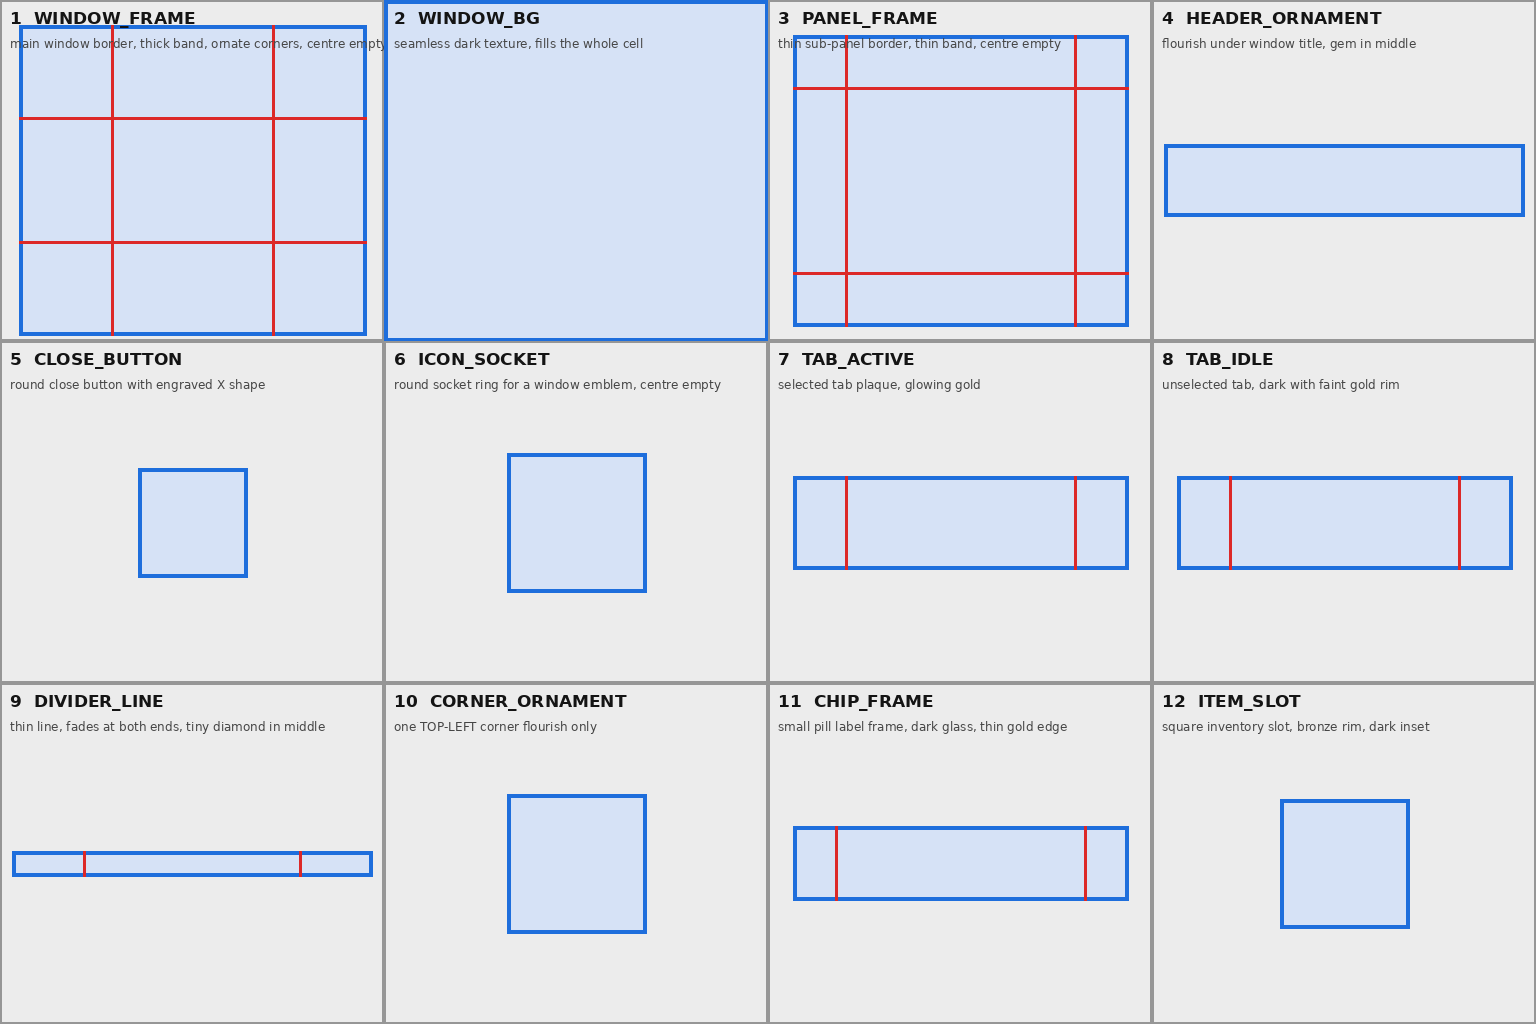 1 WINDOW_FRAME
main window border, thick band, ornate corners, centre empty
2 WINDOW_BG
seamless dark texture, fills the whole cell
3 PANEL_FRAME
thin sub-panel border, thin band, centre empty
4 HEADER_ORNAMENT
flourish under window title, gem in middle
5 CLOSE_BUTTON
round close button with engraved X shape
6 ICON_SOCKET
round socket ring for a window emblem, centre empty
7 TAB_ACTIVE
selected tab plaque, glowing gold
8 TAB_IDLE
unselected tab, dark with faint gold rim
9 DIVIDER_LINE
thin line, fades at both ends, tiny diamond in middle
10 CORNER_ORNAMENT
one TOP-LEFT corner flourish only
11 CHIP_FRAME
small pill label frame, dark glass, thin gold edge
12 ITEM_SLOT
square inventory slot, bronze rim, dark inset